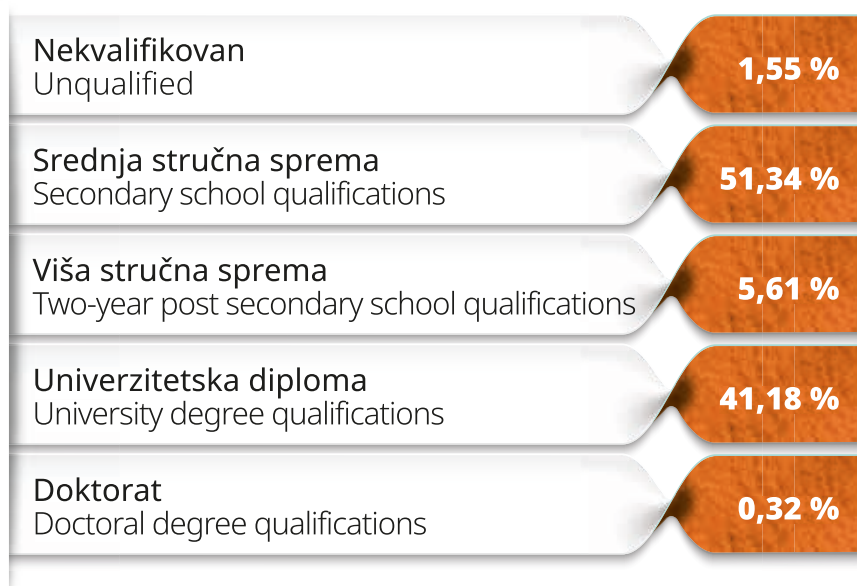 Nekvalifikovan
Unqualified
1,55 %
Srednja stručna sprema
Secondary school qualifications
51,34 %
Viša stručna sprema
Two-year post secondary school qualifications
5,61 %
Univerzitetska diploma
University degree qualifications
41,18 %
Doktorat
Doctoral degree qualifications
0,32 %